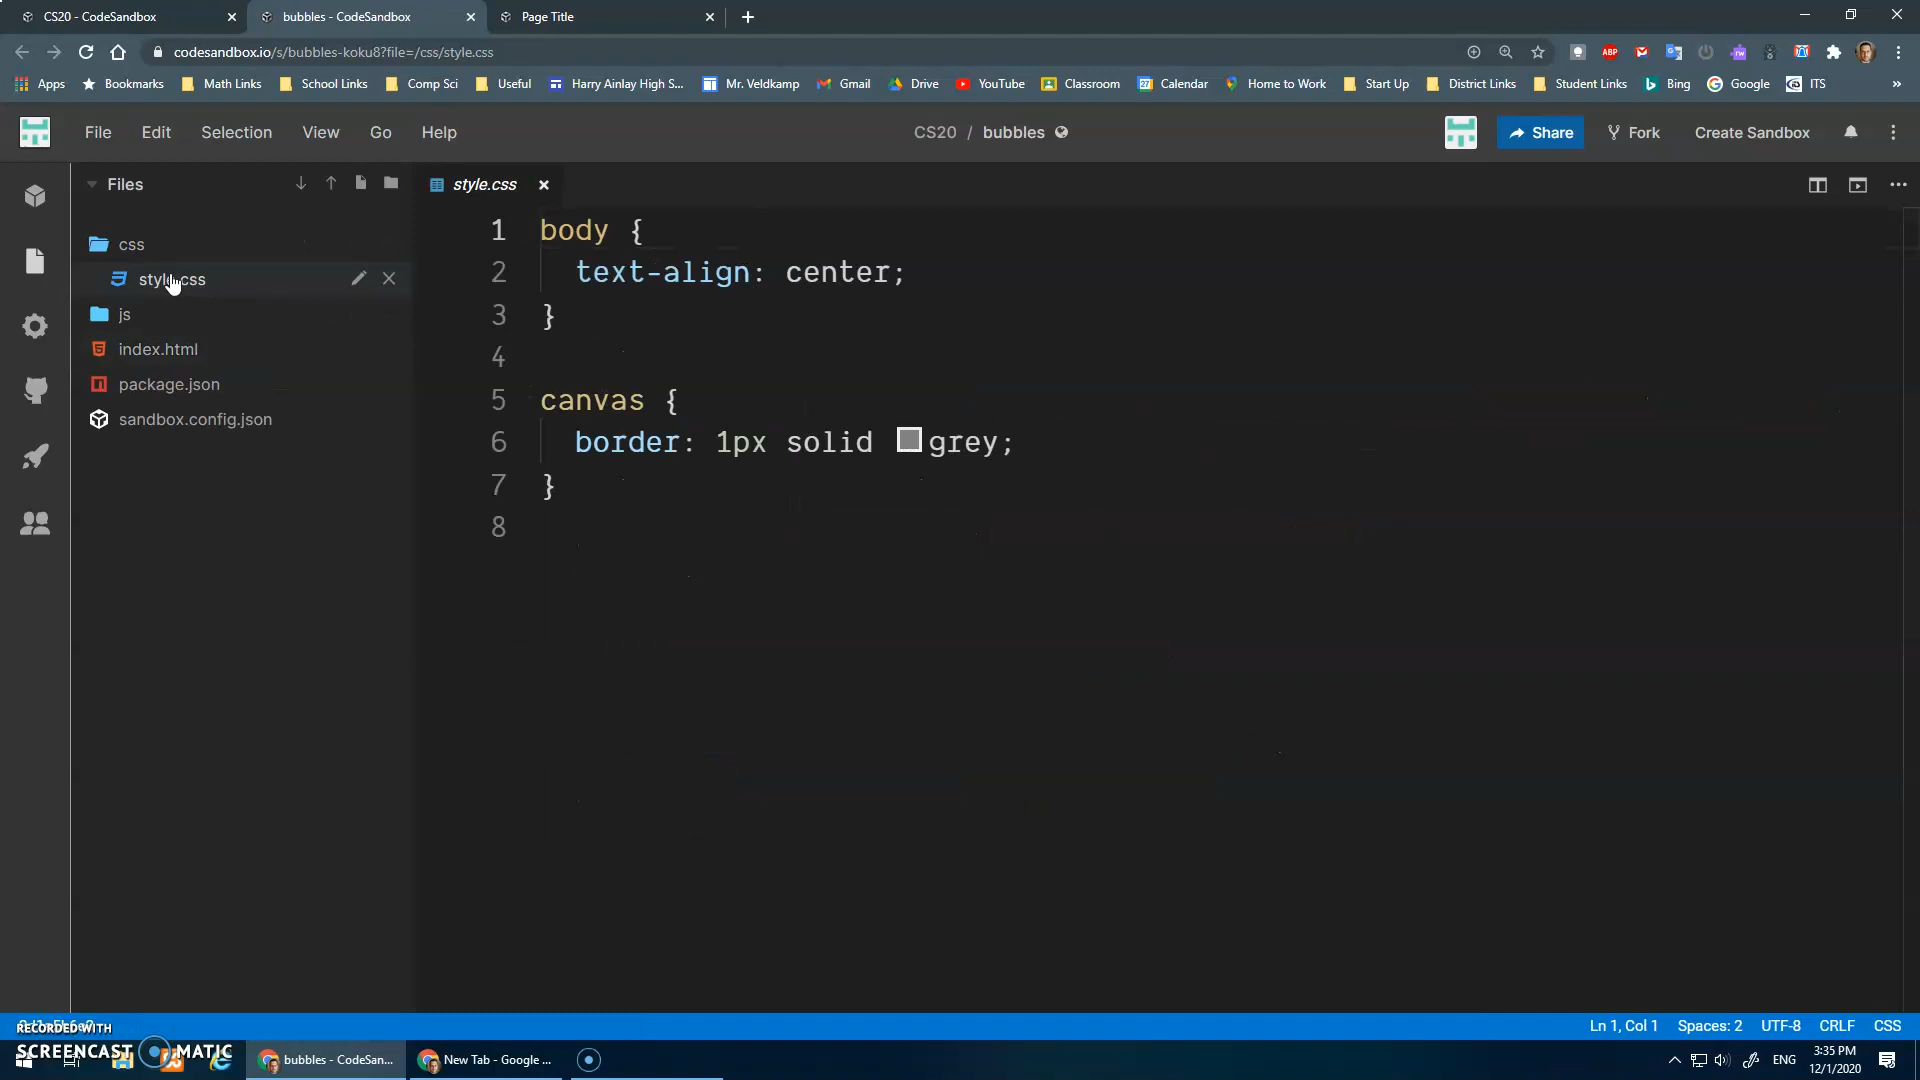 CS20 - CodeSandbox
bubbles - CodeSandbox
Page Title
codesandbox.io/s/bubbles-koku8?file=/css/style.css
ABP
Apps
Bookmarks
Math Links
School Links
Comp Sci
Useful
Harry Ainlay High S...
Mr. Veldkamp
Gmail
Drive
YouTube
Classroom
Calendar
Home to Work
Start Up
District Links
Student Links
Bing
Google
ITS
»
File Edit Selection View Go Help
CS20 / bubbles
Share
Fork
Create Sandbox
Files
css
style.css
js
index.html
package.json
sandbox.config.json
style.css
1 body {
2 text-align: center;
3 }
4
5 canvas {
6 border: 1px solid grey;
7 }
8
Ln 1, Col 1 Spaces: 2 UTF-8 CRLF CSS
RECORDED WITH
SCREENCAST MATIC
bubbles - CodeSan...
New Tab - Google ...
ENG
3:35 PM
12/1/2020